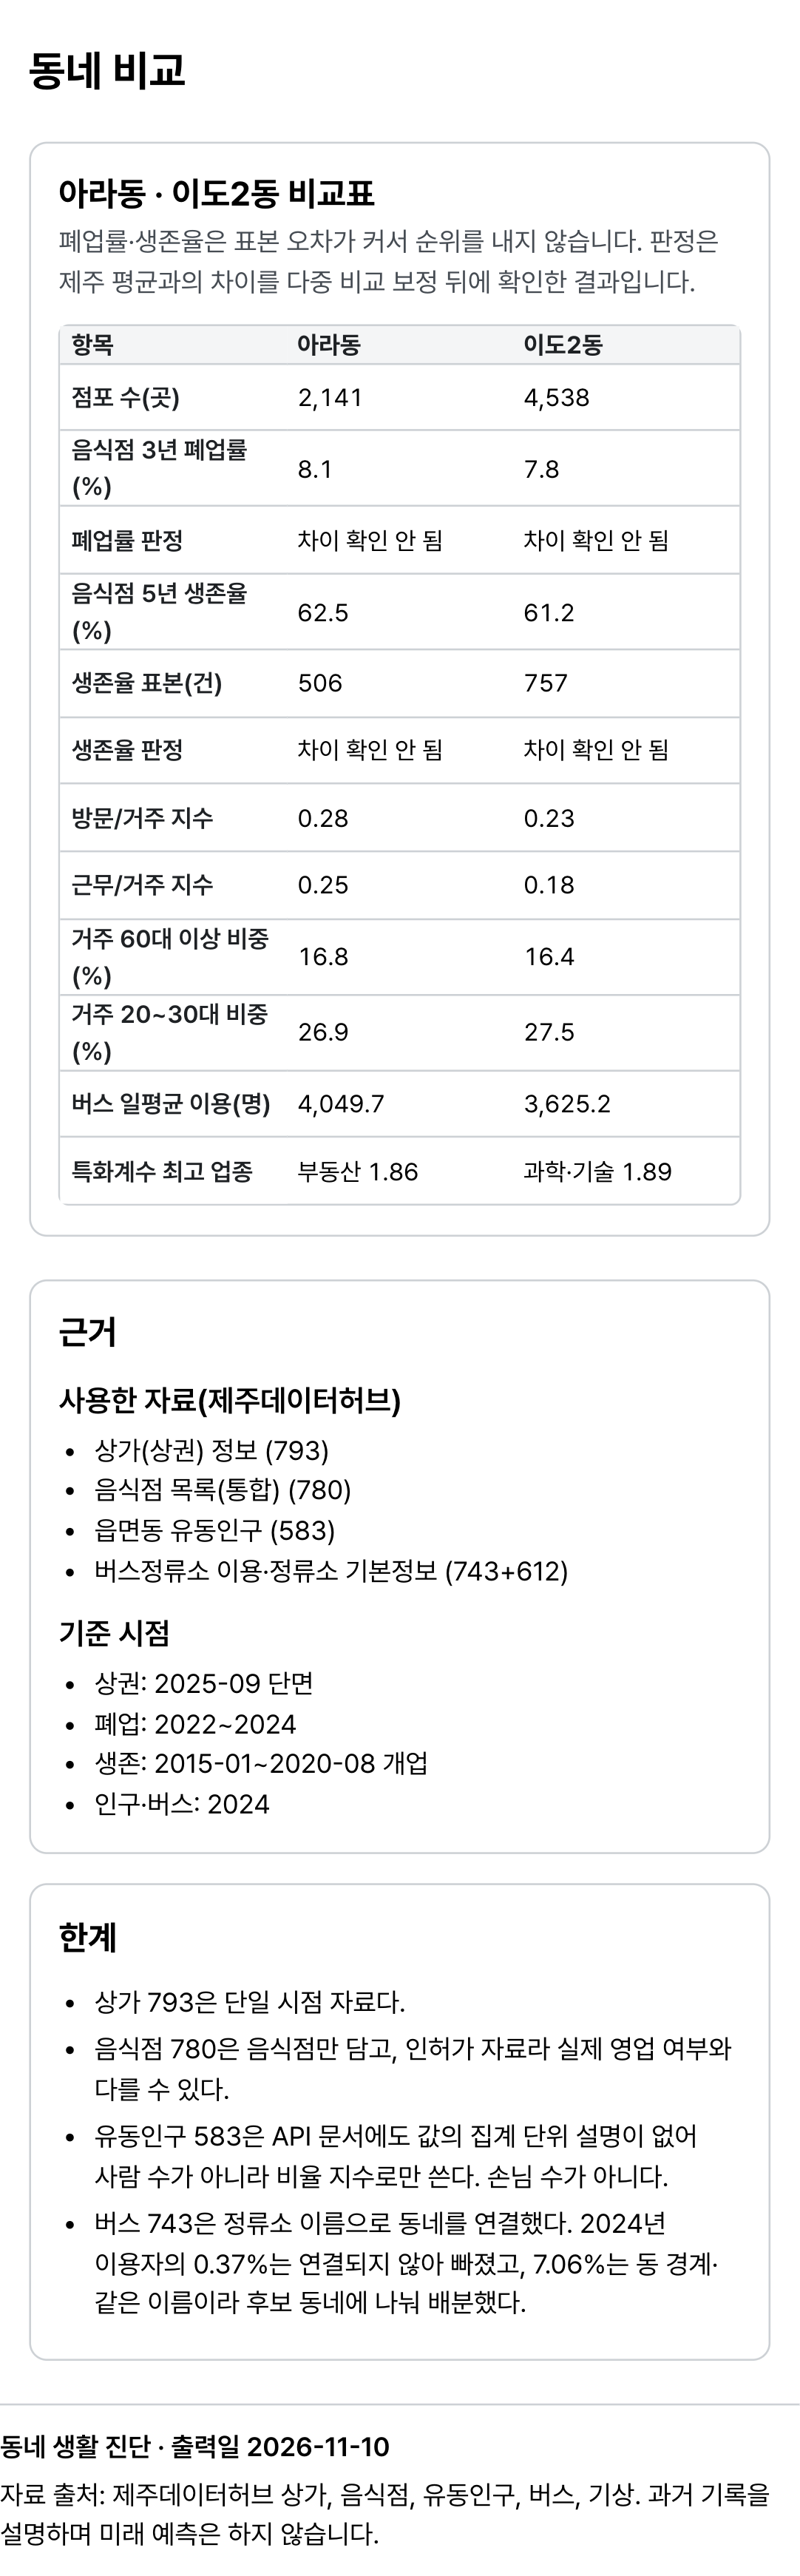 동네 비교
아라동 · 이도2동 비교표
폐업률·생존율은 표본 오차가 커서 순위를 내지 않습니다. 판정은
제주 평균과의 차이를 다중 비교 보정 뒤에 확인한 결과입니다.
항목 아라동 이도2동
점포 수(곳) 2,141 4,538
음식점 3년 폐업률
(%) 8.1 7.8
폐업률 판정 차이 확인 안 됨 차이 확인 안 됨
음식점 5년 생존율
(%) 62.5 61.2
생존율 표본(건) 506 757
생존율 판정 차이 확인 안 됨 차이 확인 안 됨
방문/거주 지수 0.28 0.23
근무/거주 지수 0.25 0.18
거주 60대 이상 비중
(%) 16.8 16.4
거주 20~30대 비중
(%) 26.9 27.5
버스 일평균 이용(명) 4,049.7 3,625.2
특화계수 최고 업종 부동산 1.86 과학·기술 1.89
근거
사용한 자료(제주데이터허브)
• 상가(상권) 정보 (793)
• 음식점 목록(통합) (780)
• 읍면동 유동인구 (583)
• 버스정류소 이용·정류소 기본정보 (743+612)
기준 시점
• 상권: 2025-09 단면
• 폐업: 2022~2024
• 생존: 2015-01~2020-08 개업
• 인구·버스: 2024
한계
• 상가 793은 단일 시점 자료다.
• 음식점 780은 음식점만 담고, 인허가 자료라 실제 영업 여부와
다를 수 있다.
• 유동인구 583은 API 문서에도 값의 집계 단위 설명이 없어
사람 수가 아니라 비율 지수로만 쓴다. 손님 수가 아니다.
• 버스 743은 정류소 이름으로 동네를 연결했다. 2024년
이용자의 0.37%는 연결되지 않아 빠졌고, 7.06%는 동 경계·
같은 이름이라 후보 동네에 나눠 배분했다.
동네 생활 진단 · 출력일 2026-11-10
자료 출처: 제주데이터허브 상가, 음식점, 유동인구, 버스, 기상. 과거 기록을
설명하며 미래 예측은 하지 않습니다.